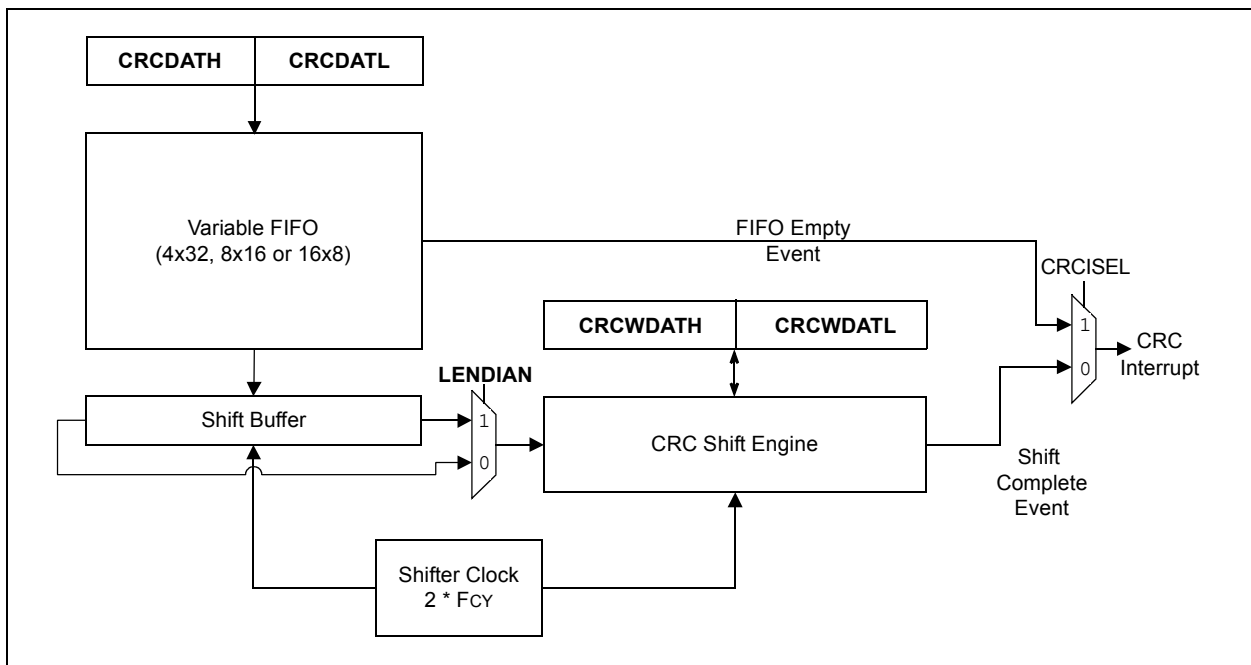 CRCDATH CRCDATL
Variable FIFO
(4x32, 8x16 or 16x8)
FIFO Empty
Event
CRCISEL
1
0
CRC
Interrupt
CRCWDATH CRCWDATL
LENDIAN
1
0
Shift Buffer
CRC Shift Engine
Shift
Complete
Event
Shifter Clock
2 * FCY